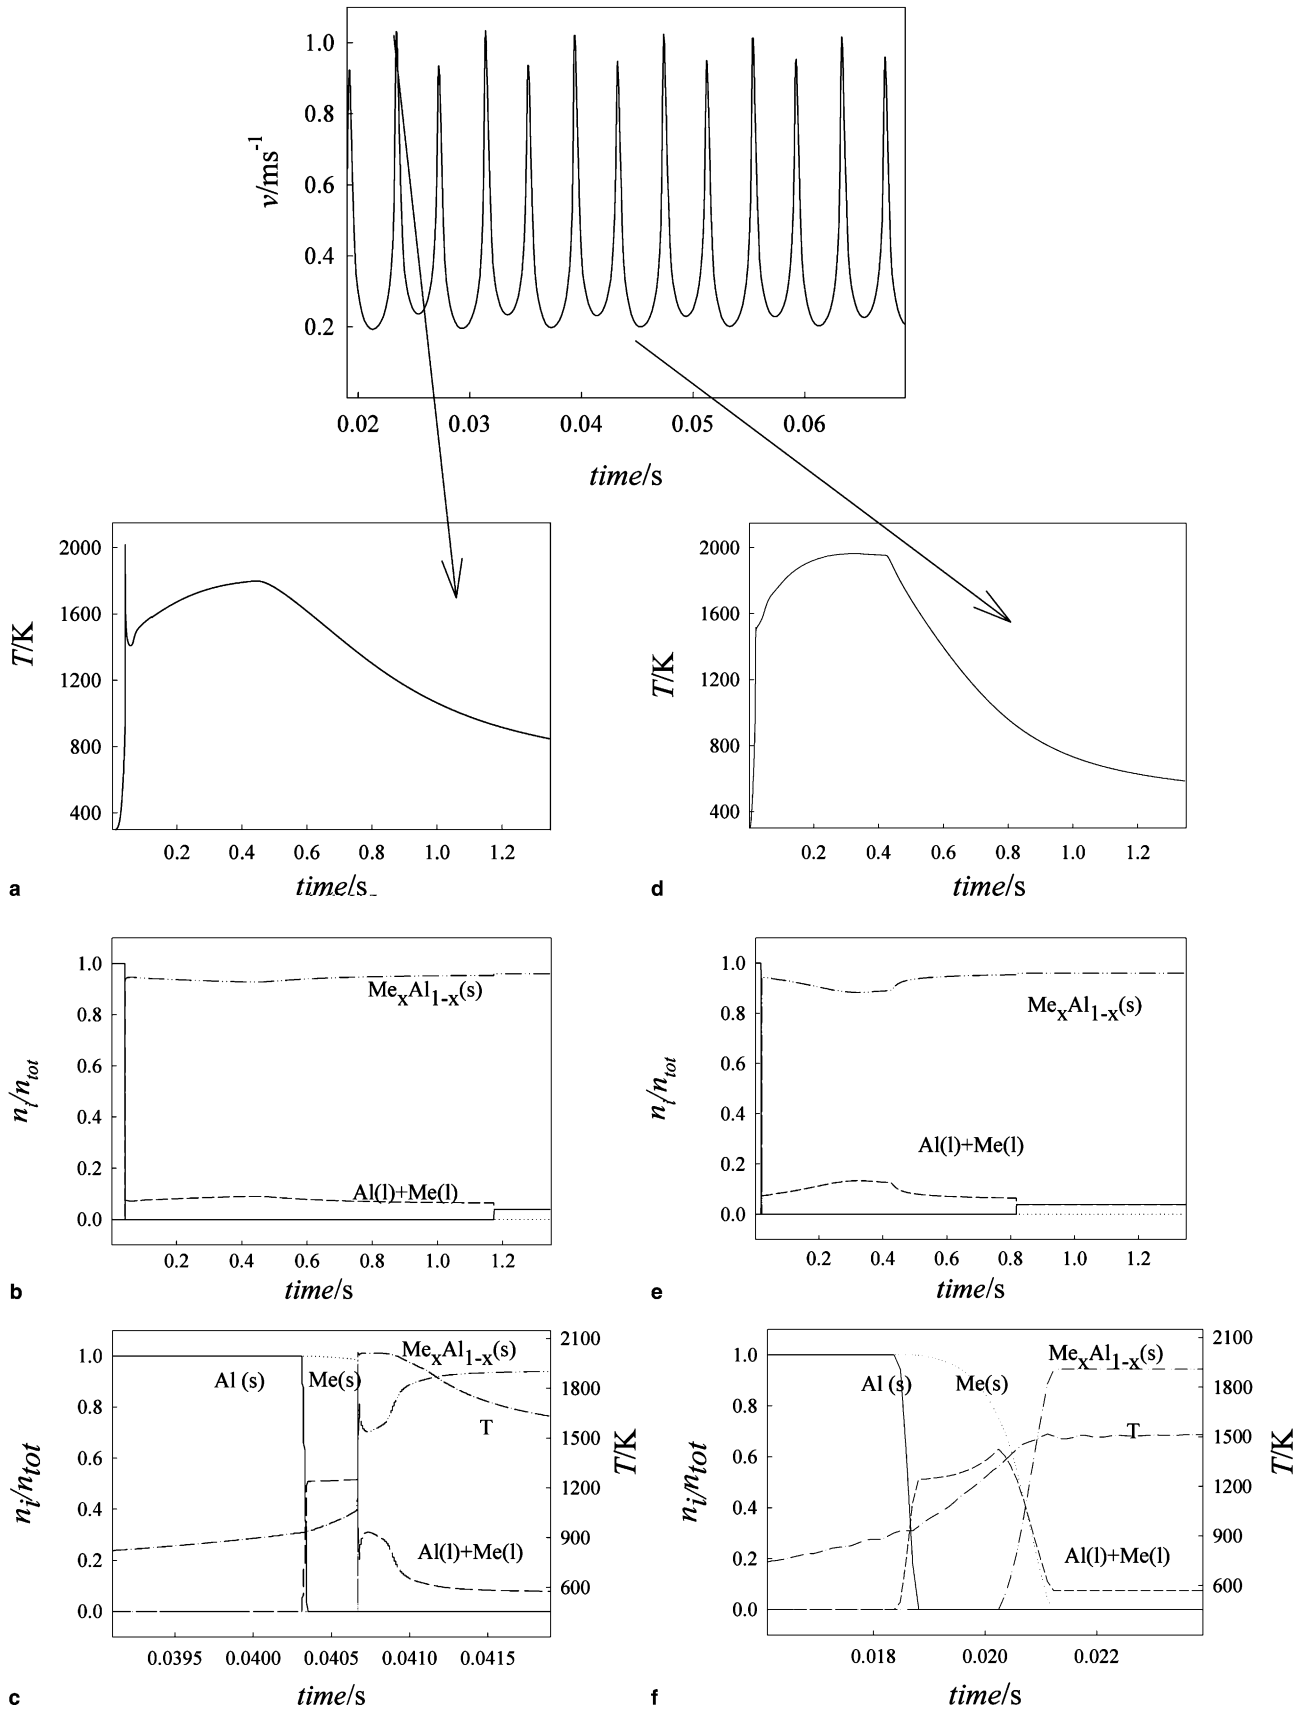 1.0
0.8
0.6
0.4
0.2
v/ms-1
0.02 0.03 0.04 0.05 0.06
time/s
2000
1600
1200
800
400
T/K
0.2 0.4 0.6 0.8 1.0 1.2
a time/s
2000
1600
1200
800
400
T/K
0.2 0.4 0.6 0.8 1.0 1.2
d time/s
1.0
0.8
0.6
0.4
0.2
0.0
ni/ntot
MexAl1-x(s)
Al(l)+Me(l)
0.2 0.4 0.6 0.8 1.0 1.2
b time/s
1.0
0.8
0.6
0.4
0.2
0.0
ni/ntot
MexAl1-x(s)
Al(l)+Me(l)
0.2 0.4 0.6 0.8 1.0 1.2
e time/s
1.0
0.8
0.6
0.4
0.2
0.0
ni/ntot
MexAl1-x(s)
Al (s) Me(s)
T
Al(l)+Me(l)
2100
1800
1500
1200
900
600
T/K
0.0395 0.0400 0.0405 0.0410 0.0415
c time/s
1.0
0.8
0.6
0.4
0.2
0.0
ni/ntot
MexAl1-x(s)
Al (s) Me(s)
T
Al(l)+Me(l)
2100
1800
1500
1200
900
600
T/K
0.018 0.020 0.022
f time/s